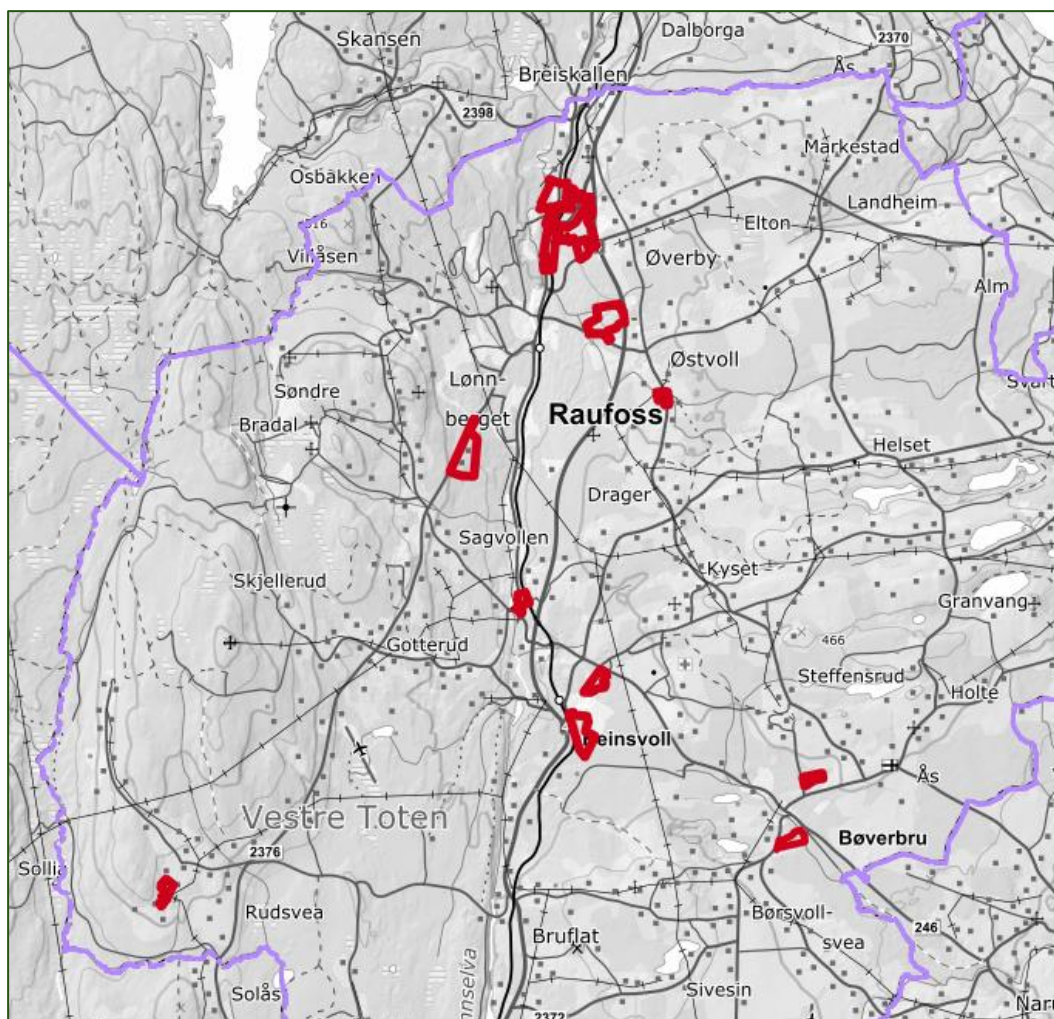 Skansen
Dalborga
2370
Ås
Breiskallen
2398
Markestad
Osbakken
Landheim
Elton
Øverby
Alm
Østvoll
Lønn-
berget
Søndre
Bradal
Raufoss
Helset
Drager
Sagvollen
Kyset
Skjellerud
Granvang
466
Gotterud
Steffensrud
Holte
Ås
Vestre Toten
Bøverbru
2376
Rudsvea
Børsvoll-
svea
246
Bruflat
Solås
Sivesin
2372